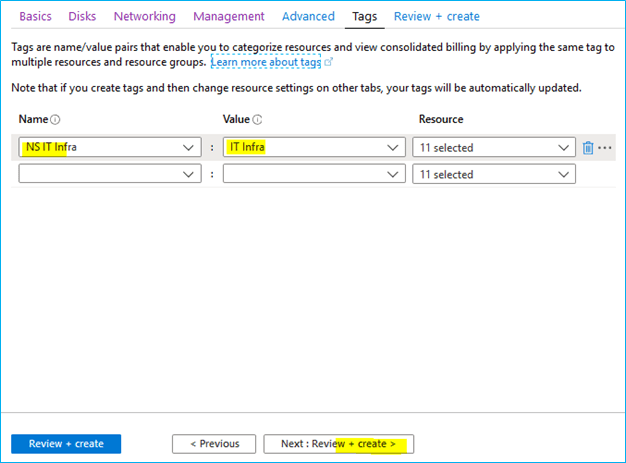 Basics Disks Networking Management Advanced Tags Review + create
Tags are name/value pairs that enable you to categorize resources and view consolidated billing by applying the same tag to
multiple resources and resource groups. Learn more about tags
Note that if you create tags and then change resource settings on other tabs, your tags will be automatically updated.
Name Value Resource
NS IT Infra : IT Infra 11 selected
: 11 selected
Review + create < Previous Next : Review + create >